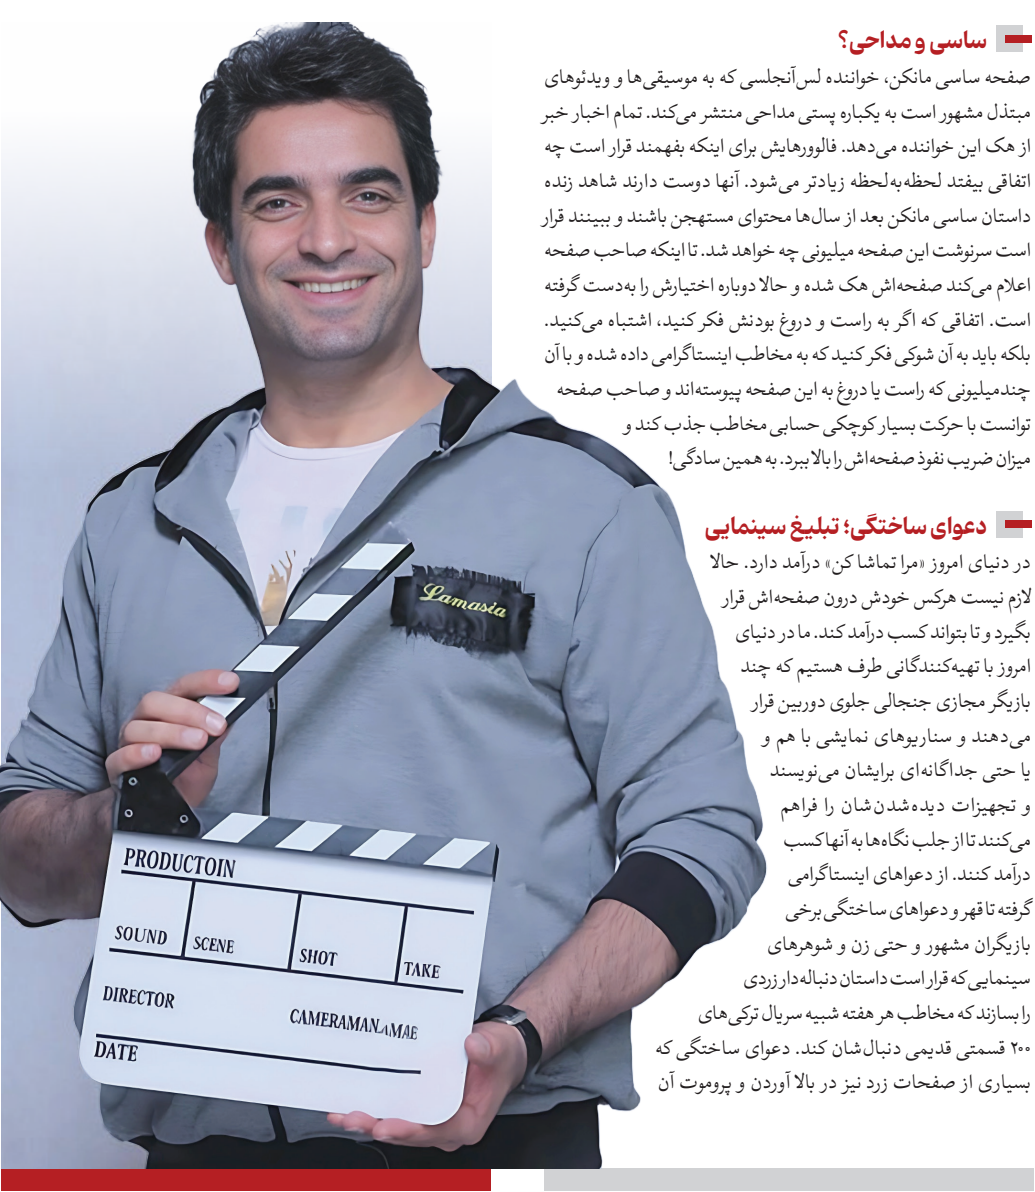 ساسی و مداحی؟
صفحه ساسی مانکن، خواننده لس‌آنجلسی که به موسیقی‌ها و ویدئوهای
مبتذل مشهور است به یکباره پستی مداحی منتشر می‌کند. تمام اخبار خبر
از هک این خواننده می‌دهد. فالوورهایش برای اینکه بفهمند قرار است چه
اتفاقی بیفتد لحظه‌به‌لحظه زیادتر می‌شود. آنها دوست دارند شاهد زنده
داستان ساسی مانکن بعد از سال‌ها محتوای مستهجن باشند و ببینند قرار
است سرنوشت این صفحه میلیونی چه خواهد شد. تا اینکه صاحب صفحه
اعلام می‌کند صفحه‌اش هک شده و حالا دوباره اختیارش را به‌دست گرفته
است. اتفاقی که اگر به راست و دروغ بودنش فکر کنید، اشتباه می‌کنید.
بلکه باید به آن شوکی فکر کنید که به مخاطب اینستاگرامی داده شده و با آن
چندمیلیونی که راست یا دروغ به این صفحه پیوسته‌اند و صاحب صفحه
توانست با حرکت بسیار کوچکی حسابی مخاطب جذب کند و
میزان ضریب نفوذ صفحه‌اش را بالا ببرد. به همین سادگی!
دعوای ساختگی؛ تبلیغ سینمایی
در دنیای امروز «مرا تماشا کن» درآمد دارد. حالا
لازم نیست هرکس خودش درون صفحه‌اش قرار
بگیرد و تا بتواند کسب درآمد کند. ما در دنیای
امروز با تهیه‌کنندگانی طرف هستیم که چند
بازیگر مجازی جنجالی جلوی دوربین قرار
می‌دهند و سناریوهای نمایشی با هم و
یا حتی جداگانه‌ای برایشان می‌نویسند
و تجهیزات دیده‌شدن‌شان را فراهم
می‌کنند تا از جلب نگاه‌ها به آنها کسب
درآمد کنند. از دعواهای اینستاگرامی
گرفته تا قهر و دعواهای ساختگی برخی
بازیگران مشهور و حتی زن و شوهرهای
سینمایی که قرار است داستان دنباله‌دار زردی
را بسازند که مخاطب هر هفته شبیه سریال ترکی‌های
۲۰۰ قسمتی قدیمی دنبال‌شان کند. دعوای ساختگی که
بسیاری از صفحات زرد نیز در بالا آوردن و پروموت آن
Lamasia
PRODUCTOIN
SOUND SCENE SHOT TAKE
DIRECTOR CAMERAMANLAMAE
DATE